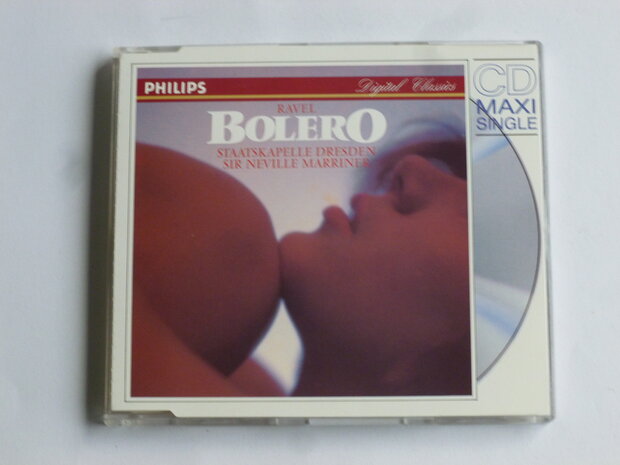 PHILIPS
Digital Classics
RAVEL
BOLERO
STAATSKAPELLE DRESDEN
SIR NEVILLE MARRINER
CD
MAXI
SINGLE